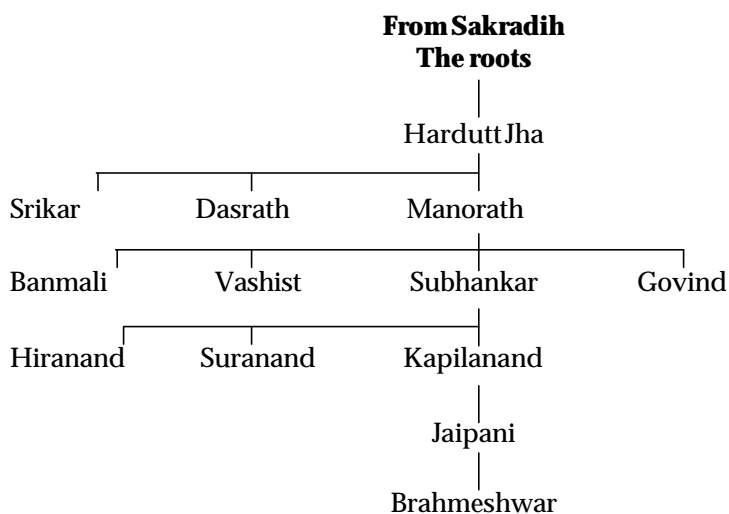 From Sakradih
The roots
Hardutt Jha
Srikar Dasrath Manorath
Banmali Vashist Subhankar Govind
Hiranand Suranand Kapilanand
Jaipani
Brahmeshwar